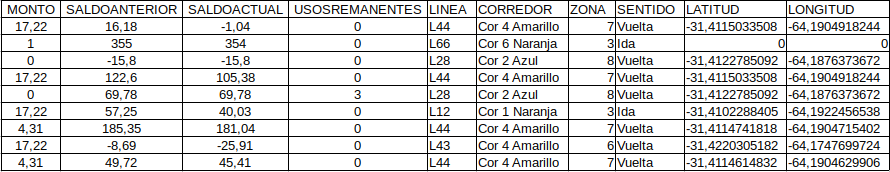 MONTO SALDOANTERIOR SALDOACTUAL USOSREMANENTES LINEA CORREDOR ZONA SENTIDO LATITUD LONGITUD
17,22 16,18 -1,04 0 L44 Cor 4 Amarillo 7 Vuelta -31,4115033508 -64,1904918244
1 355 354 0 L66 Cor 6 Naranja 3 Ida 0 0
0 -15,8 -15,8 0 L28 Cor 2 Azul 8 Vuelta -31,4122785092 -64,1876373672
17,22 122,6 105,38 0 L44 Cor 4 Amarillo 7 Vuelta -31,4115033508 -64,1904918244
0 69,78 69,78 3 L28 Cor 2 Azul 8 Vuelta -31,4122785092 -64,1876373672
17,22 57,25 40,03 0 L12 Cor 1 Naranja 3 Ida -31,4102288405 -64,1922456538
4,31 185,35 181,04 0 L44 Cor 4 Amarillo 7 Vuelta -31,4114741818 -64,1904715402
17,22 -8,69 -25,91 0 L43 Cor 4 Amarillo 6 Vuelta -31,4220305182 -64,1747699724
4,31 49,72 45,41 0 L44 Cor 4 Amarillo 7 Vuelta -31,4114614832 -64,1904629906